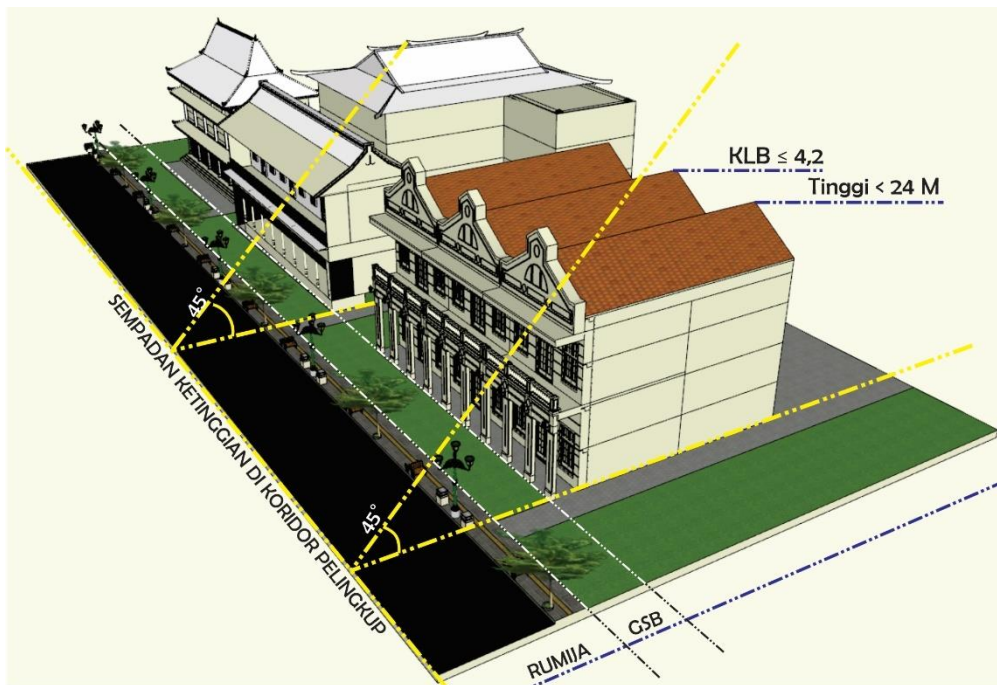 KLB ≤ 4,2
Tinggi < 24 M
45°
45°
SEMPADAN KETINGGIAN DI KORIDOR PELINGKUP
RUMIJA
GSB